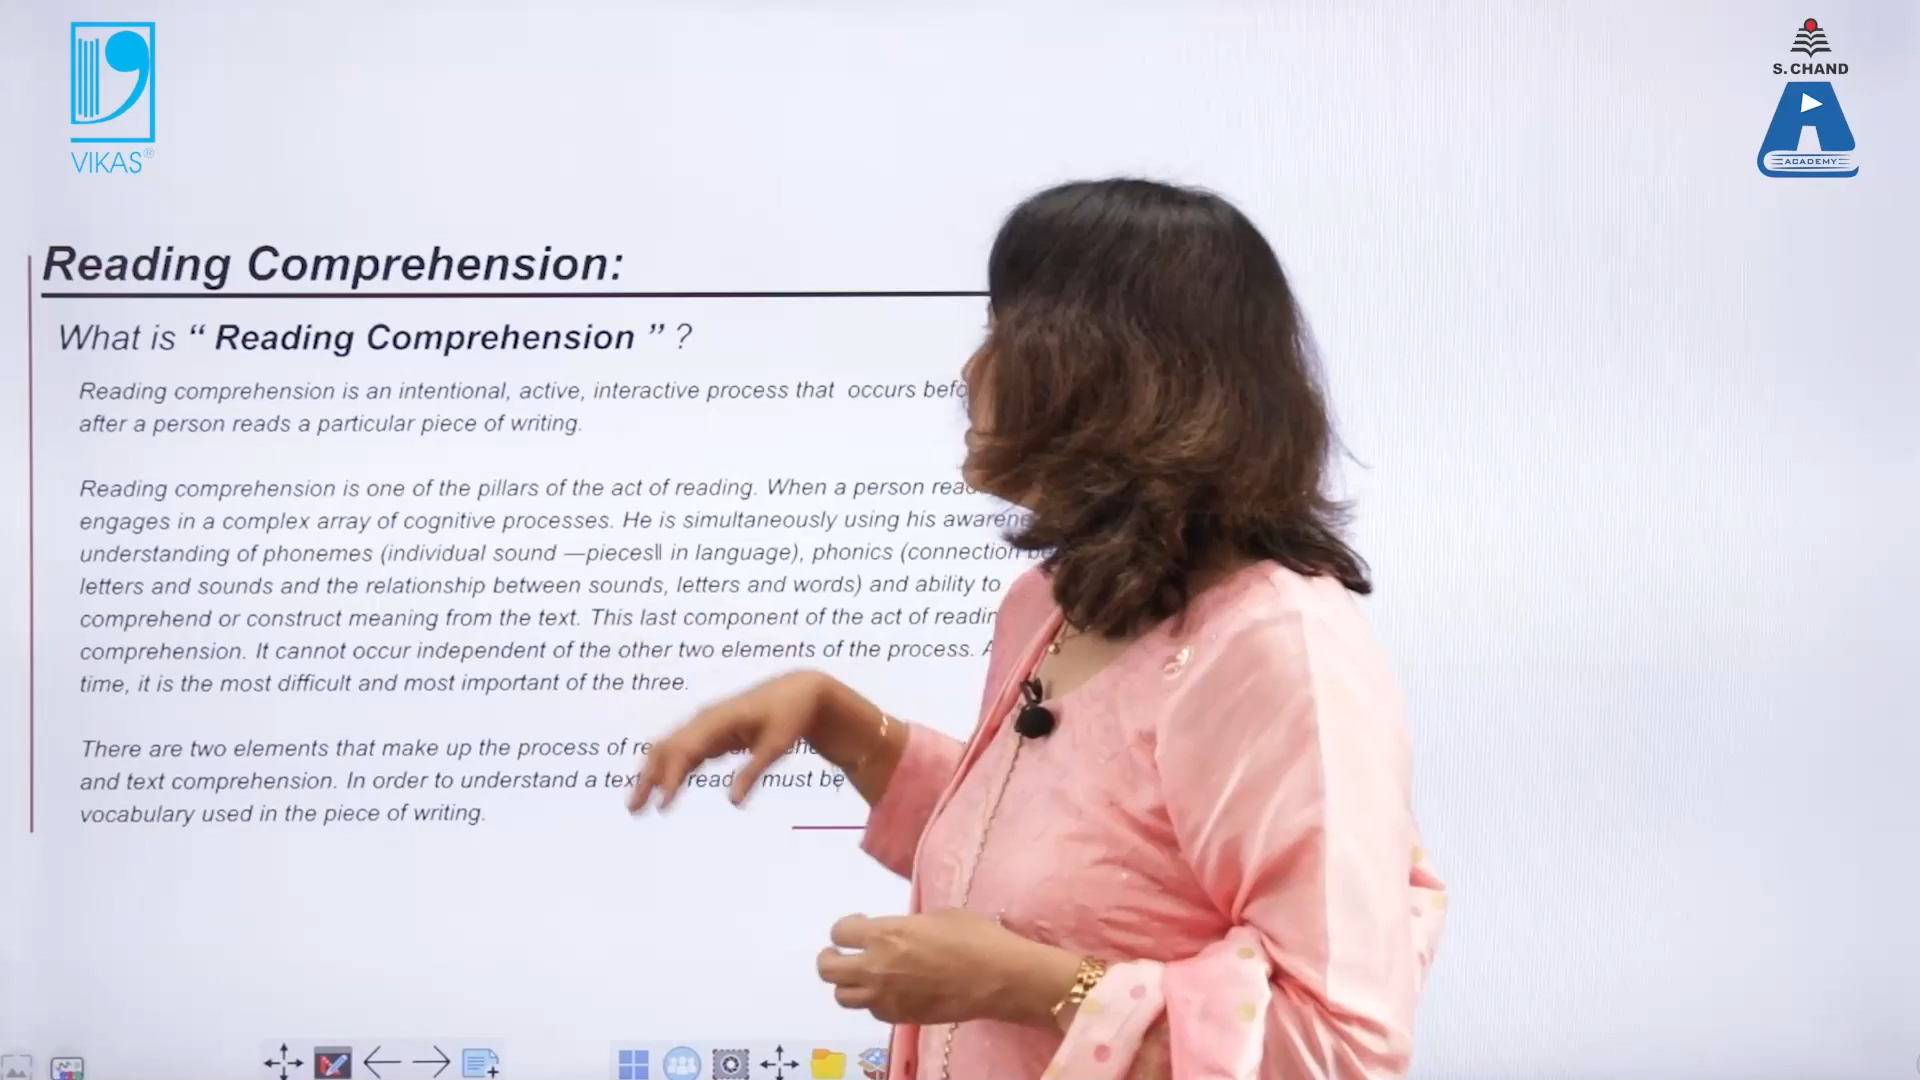 VIKAS®
S. CHAND
ACADEMY
Reading Comprehension:
What is “ Reading Comprehension ” ?
Reading comprehension is an intentional, active, interactive process that occurs
after a person reads a particular piece of writing.
Reading comprehension is one of the pillars of the act of reading. When a person
engages in a complex array of cognitive processes. He is simultaneously using his
understanding of phonemes (individual sound —pieces‖ in language), phonics (connection
letters and sounds and the relationship between sounds, letters and words) and ability to
comprehend or construct meaning from the text. This last component of the act of
comprehension. It cannot occur independent of the other two elements of the process.
time, it is the most difficult and most important of the three.
There are two elements that make up the process of
and text comprehension. In order to understand a must be
vocabulary used in the piece of writing.